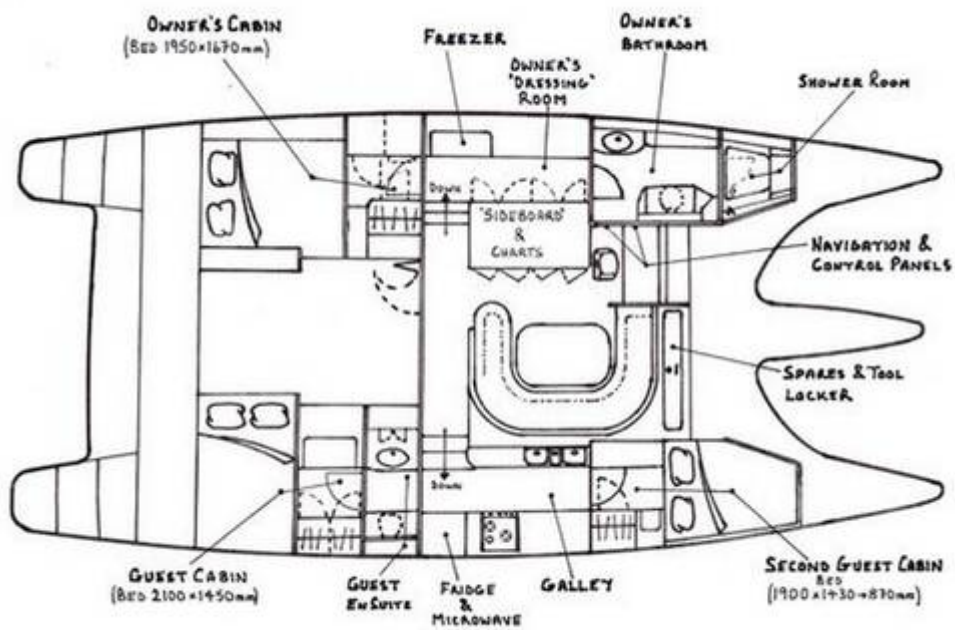 OWNER'S CABIN
(BED 1950×1670mm)
FREEZER
OWNER'S
'DRESSING'
ROOM
OWNER'S
BATHROOM
SHOWER ROOM
DOWN
'SIDEBOARD'
&
CHARTS
NAVIGATION &
CONTROL PANELS
SPARES & TOOL
LOCKER
DOWN
GUEST CABIN
(BED 2100×1450mm)
GUEST
ENSUITE
FRIDGE
&
MICROWAVE
GALLEY
SECOND GUEST CABIN
BED
(1900×1430→870mm)